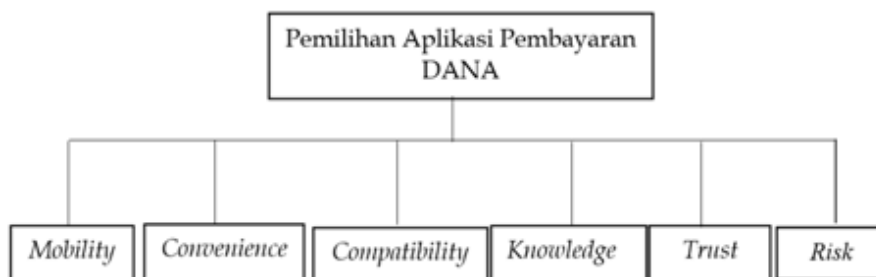 Pemilihan Aplikasi Pembayaran
DANA
Mobility
Convenience
Compatibility
Knowledge
Trust
Risk